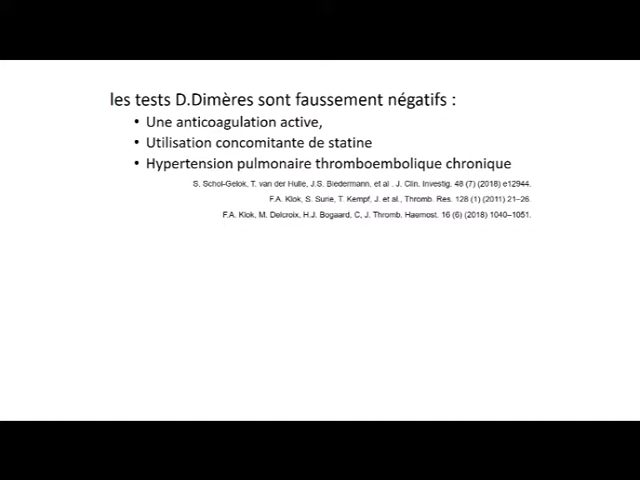 les tests D.Dimères sont faussement négatifs :
• Une anticoagulation active,
• Utilisation concomitante de statine
• Hypertension pulmonaire thromboembolique chronique
S. Schol-Gelok, T. van der Hulle, J.S. Biedermann, et al . J. Clin. Investig. 48 (7) (2018) e12944.
F.A. Klok, S. Surie, T. Kempf, J. et al., Thromb. Res. 128 (1) (2011) 21–26.
F.A. Klok, M. Delcroix, H.J. Bogaard, C, J. Thromb. Haemost. 16 (6) (2018) 1040–1051.